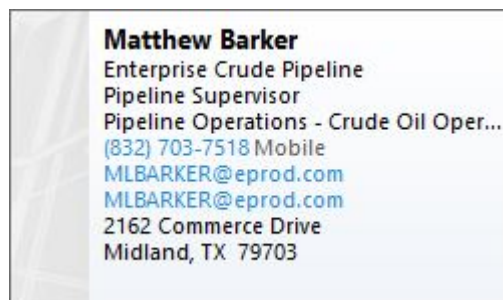 Matthew Barker
Enterprise Crude Pipeline
Pipeline Supervisor
Pipeline Operations - Crude Oil Oper...
(832) 703-7518 Mobile
MLBARKER@eprod.com
MLBARKER@eprod.com
2162 Commerce Drive
Midland, TX  79703